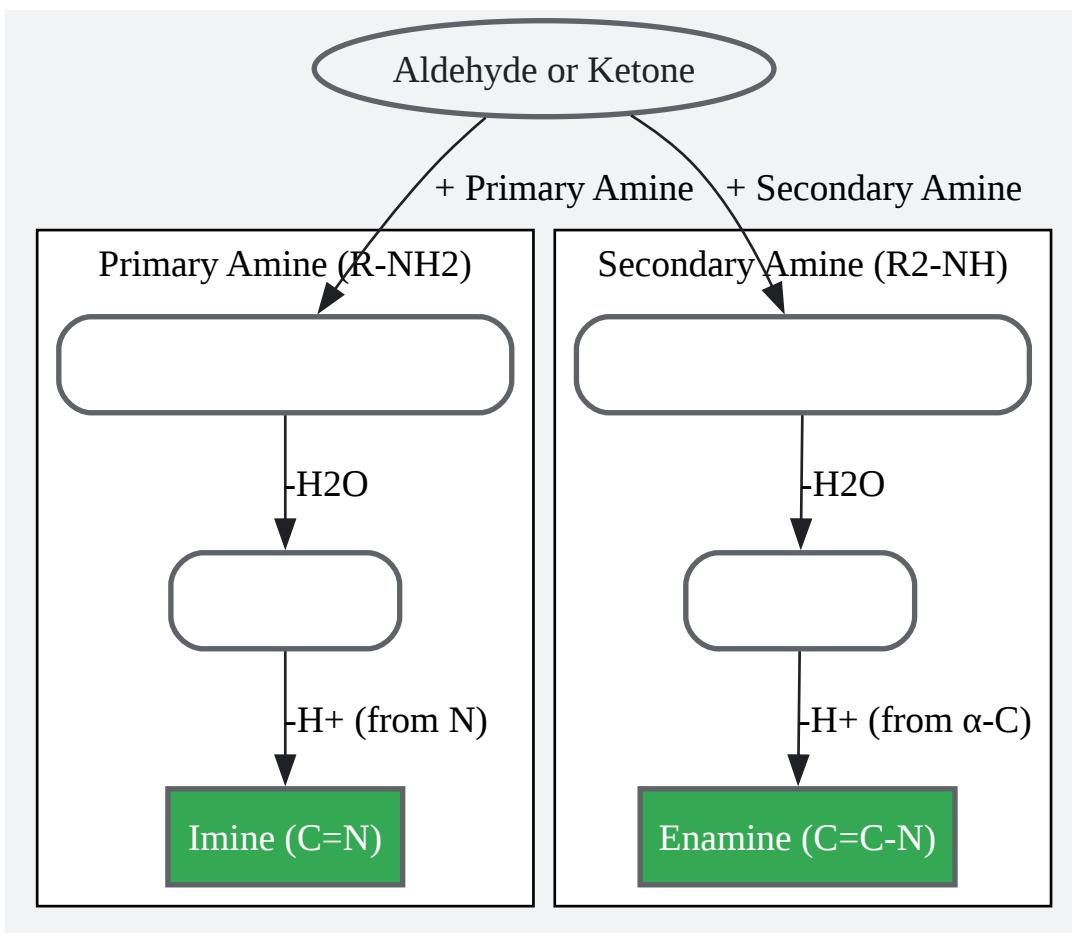 Aldehyde or Ketone
+ Primary Amine
+ Secondary Amine
Primary Amine (R-NH2)
Secondary Amine (R2-NH)
-H2O
-H2O
-H+ (from N)
-H+ (from α-C)
Imine (C=N)
Enamine (C=C-N)